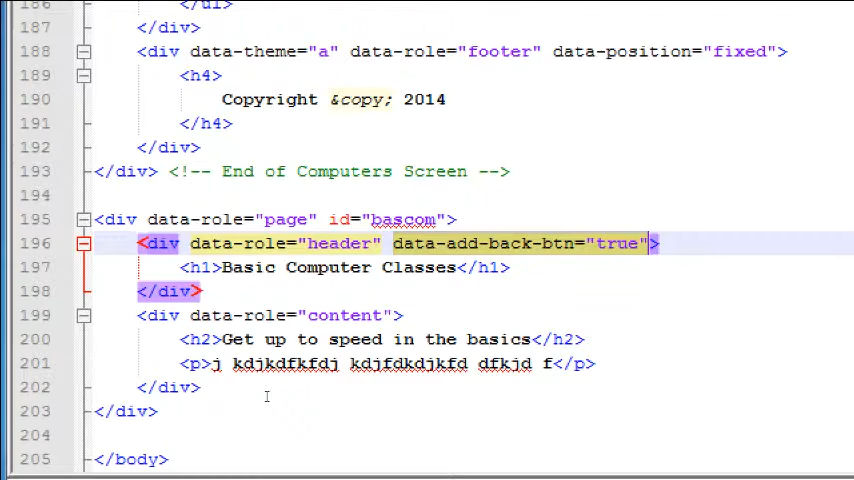 186 </ul>
187 </div>
188 <div data-theme="a" data-role="footer" data-position="fixed">
189 <h4>
190 Copyright &copy; 2014
191 </h4>
192 </div>
193 </div> <!-- End of Computers Screen -->
194
195 <div data-role="page" id="bascom">
196 <div data-role="header" data-add-back-btn="true">
197 <h1>Basic Computer Classes</h1>
198 </div>
199 <div data-role="content">
200 <h2>Get up to speed in the basics</h2>
201 <p>j kdjkdfkfdj kdjfdkdjkfd dfkjd f</p>
202 </div>
203 </div>
204
205 </body>